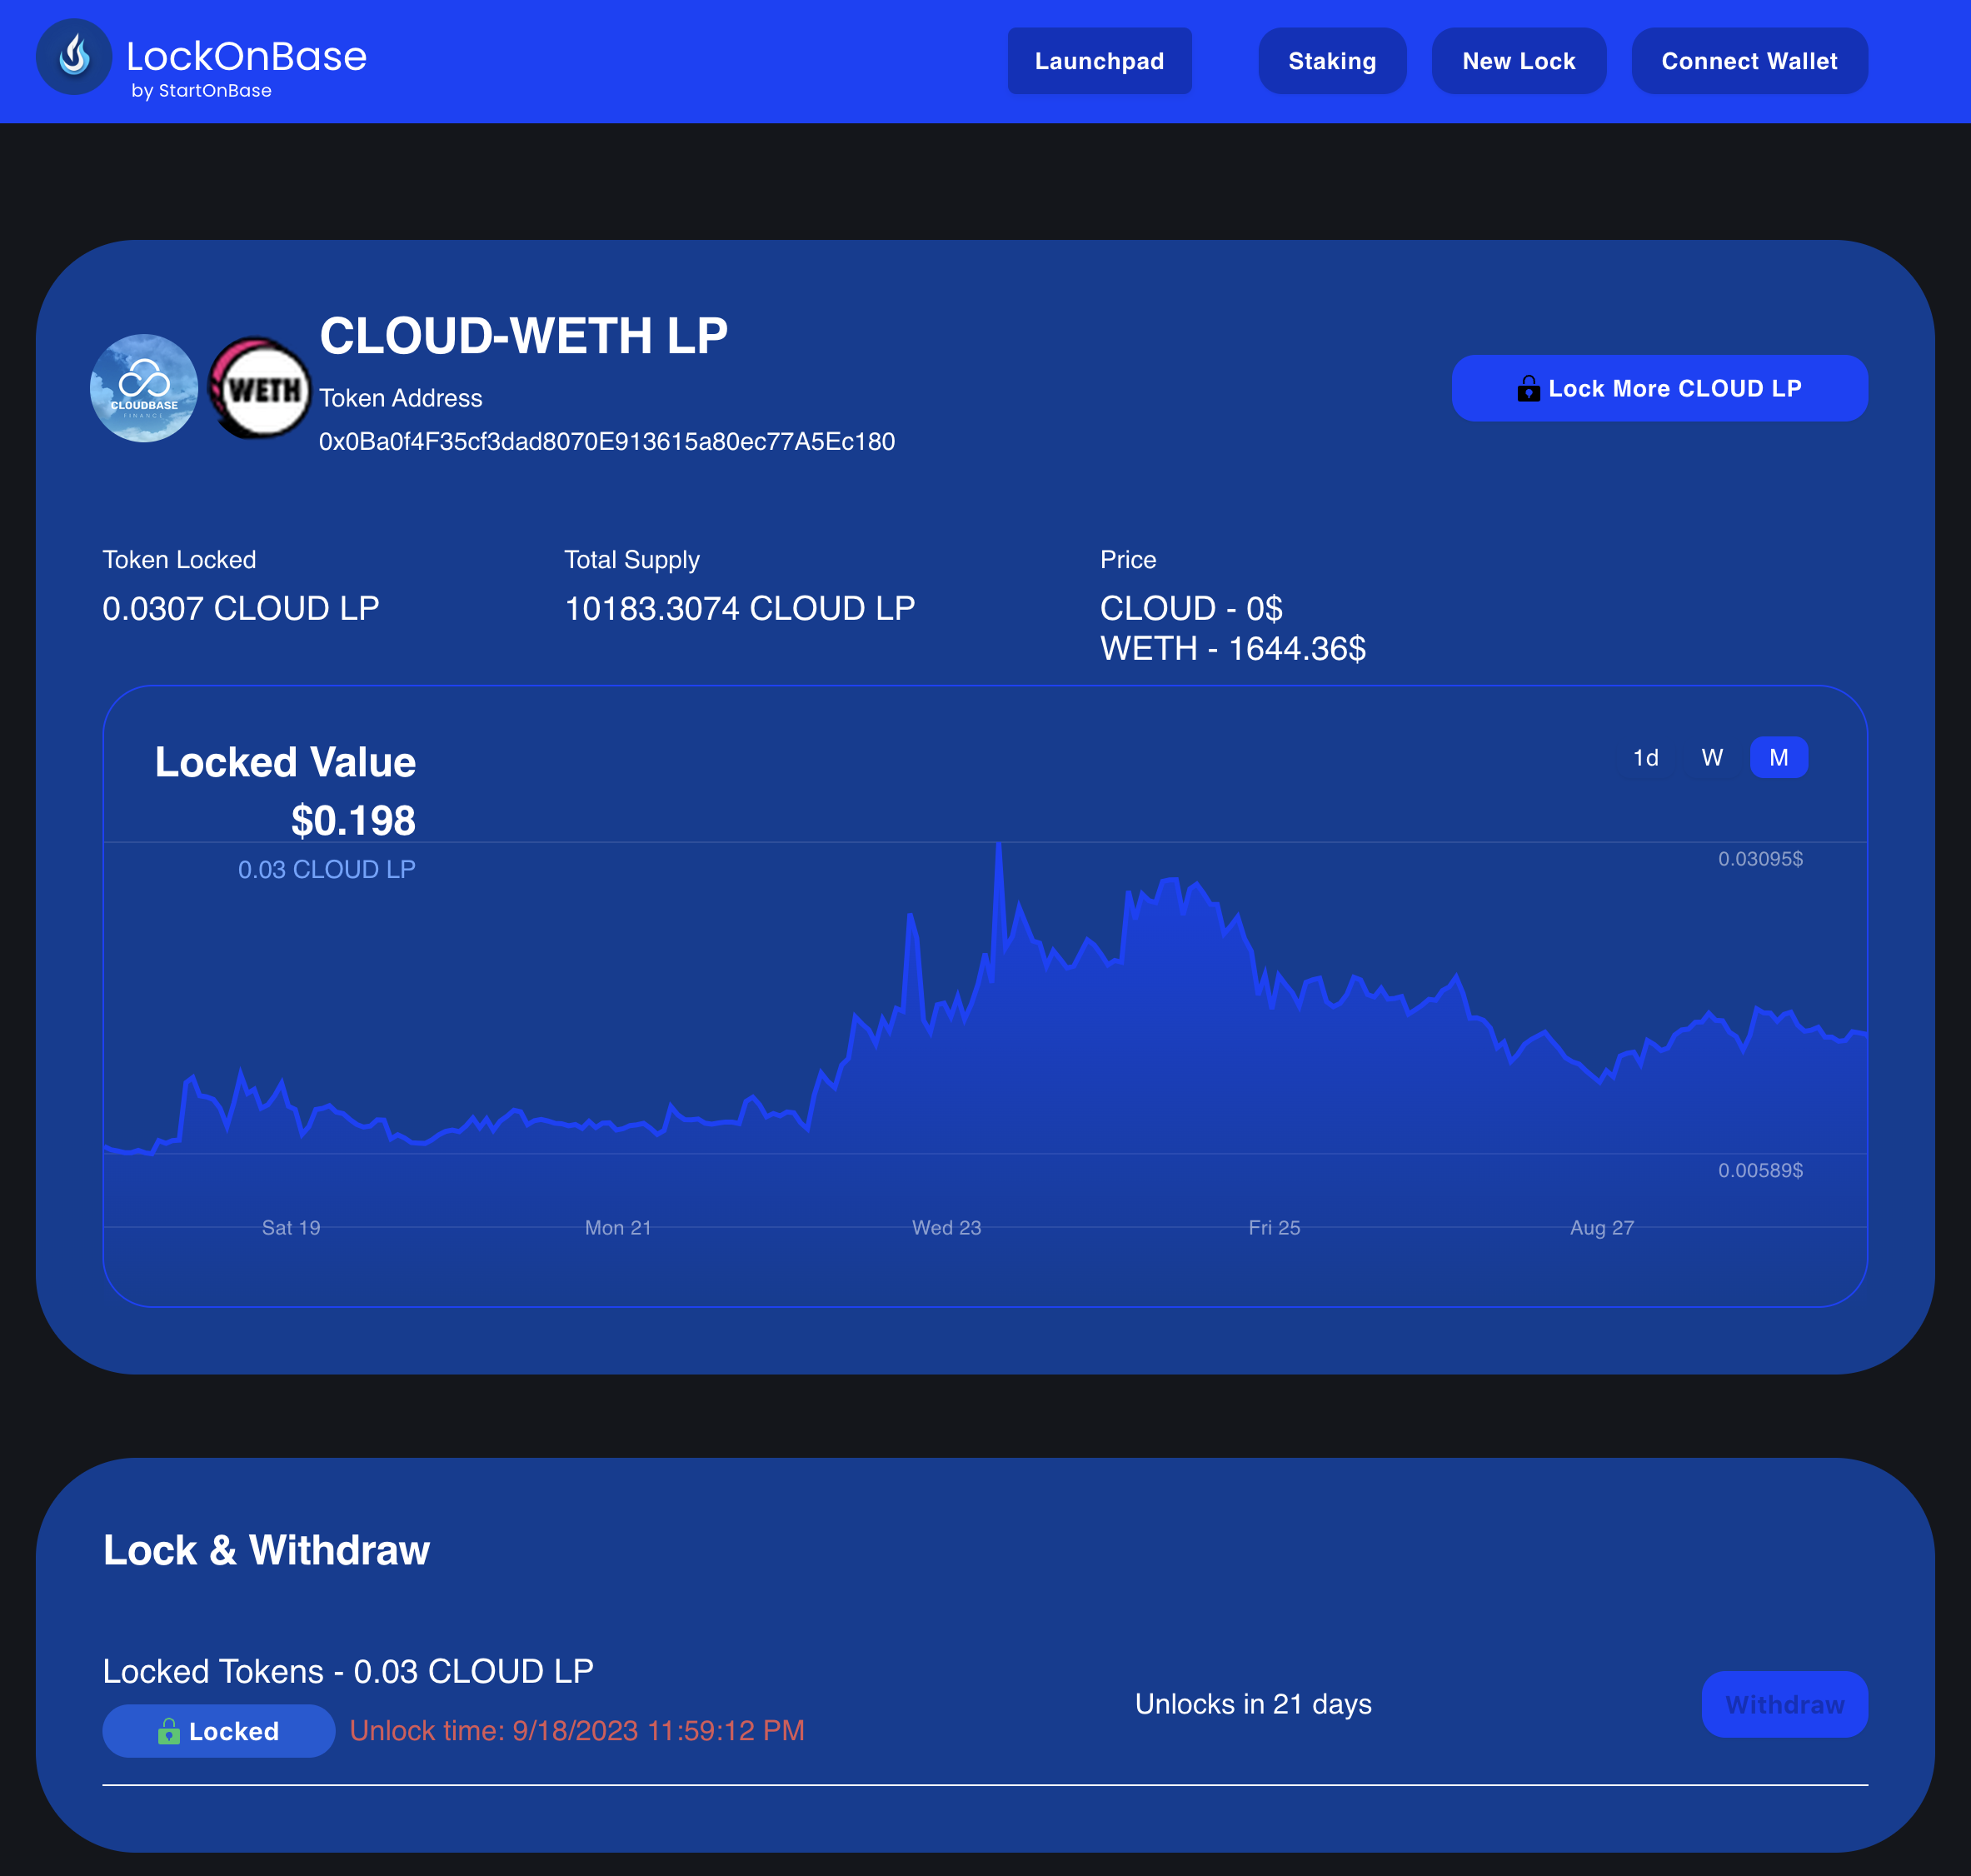 LockOnBase
by StartOnBase
Launchpad
Staking
New Lock
Connect Wallet
CLOUDBASE
FINANCE
WETH
CLOUD-WETH LP
Token Address
0x0Ba0f4F35cf3dad8070E913615a80ec77A5Ec180
Lock More CLOUD LP
Token Locked
0.0307 CLOUD LP
Total Supply
10183.3074 CLOUD LP
Price
CLOUD - 0$
WETH - 1644.36$
Locked Value
$0.198
0.03 CLOUD LP
1d
W
M
0.03095$
0.00589$
Sat 19
Mon 21
Wed 23
Fri 25
Aug 27
Lock & Withdraw
Locked Tokens - 0.03 CLOUD LP
Locked
Unlock time: 9/18/2023 11:59:12 PM
Unlocks in 21 days
Withdraw